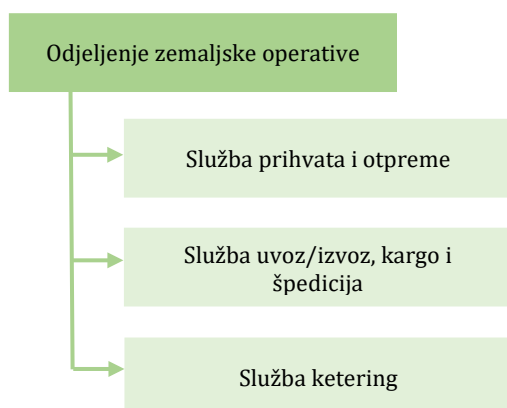 Odjeljenje zemaljske operative
Služba prihvata i otpreme
Služba uvoz/izvoz, kargo i
špedicija
Služba ketering